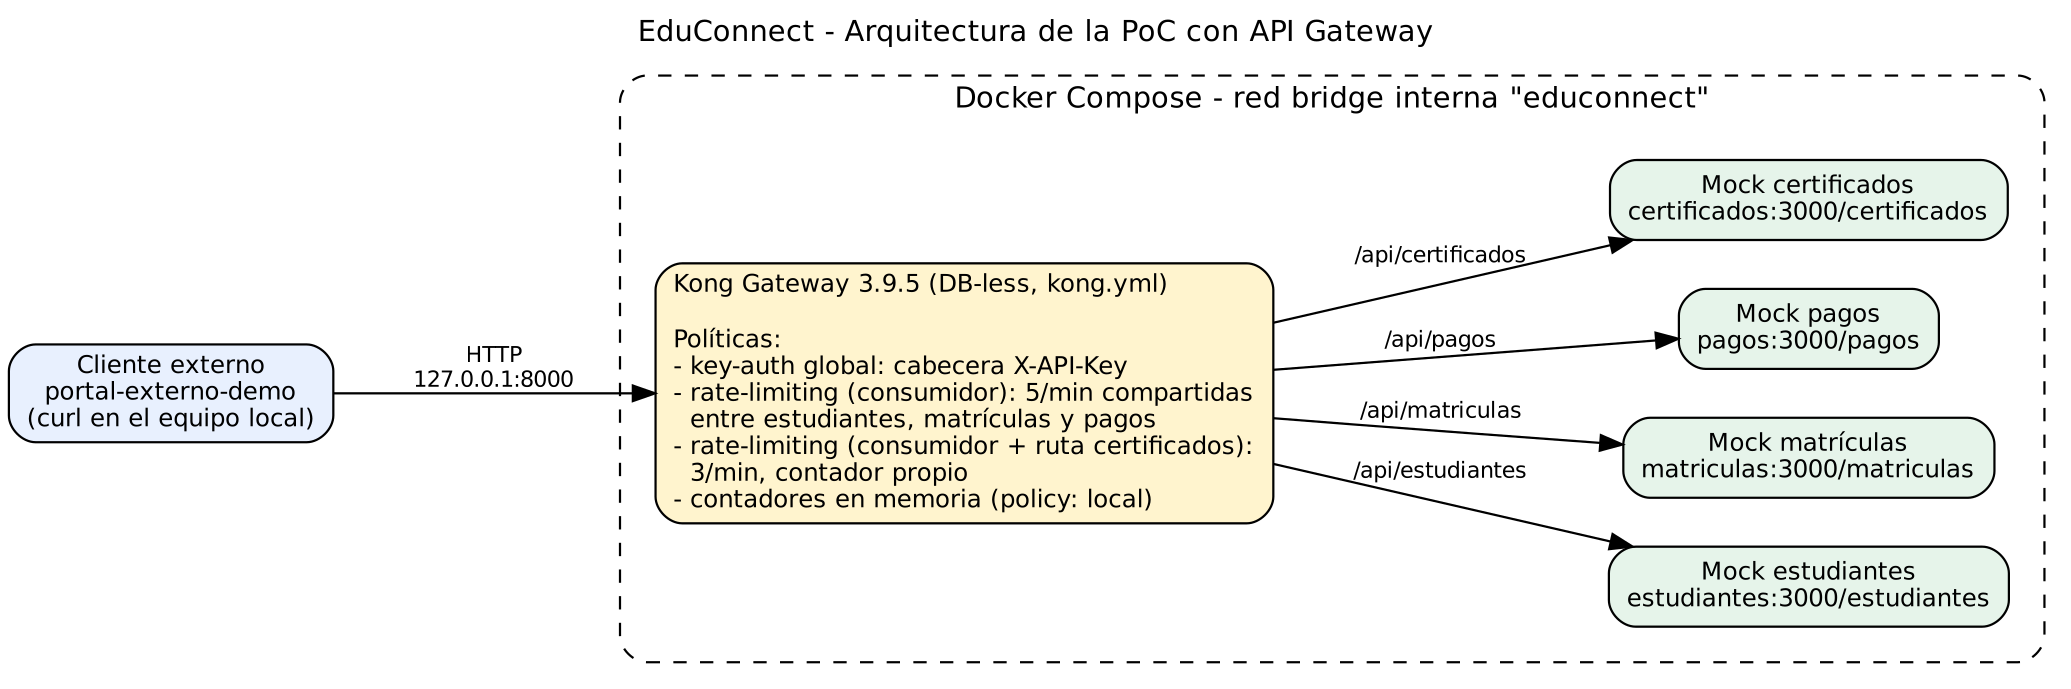 EduConnect - Arquitectura de la PoC con API Gateway
Docker Compose - red bridge interna "educonnect"
Cliente externo
portal-externo-demo
(curl en el equipo local)
HTTP
127.0.0.1:8000
Kong Gateway 3.9.5 (DB-less, kong.yml)
Políticas:
- key-auth global: cabecera X-API-Key
- rate-limiting (consumidor): 5/min compartidas
entre estudiantes, matrículas y pagos
- rate-limiting (consumidor + ruta certificados):
3/min, contador propio
- contadores en memoria (policy: local)
/api/certificados
Mock certificados
certificados:3000/certificados
/api/pagos
Mock pagos
pagos:3000/pagos
/api/matriculas
Mock matrículas
matriculas:3000/matriculas
/api/estudiantes
Mock estudiantes
estudiantes:3000/estudiantes